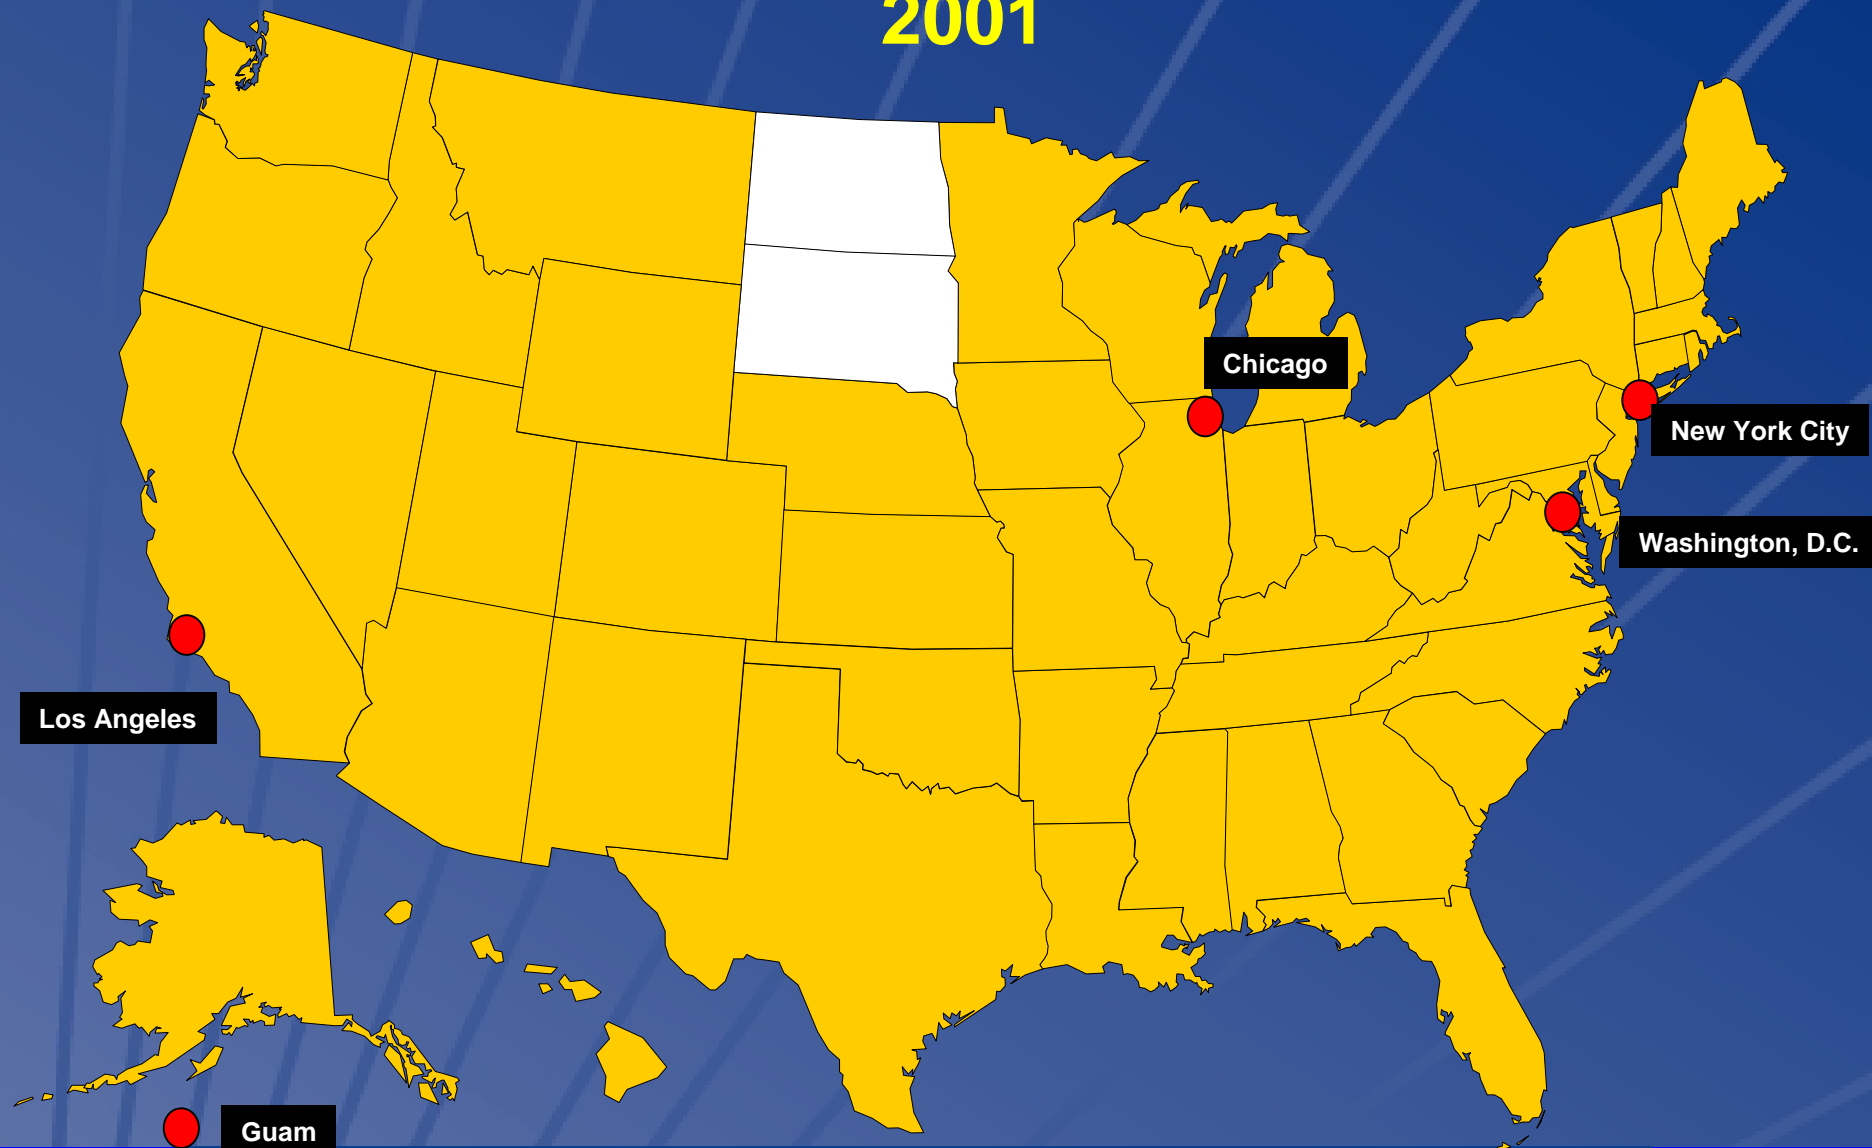 2001
Chicago
New York City
Washington, D.C.
Los Angeles
Guam